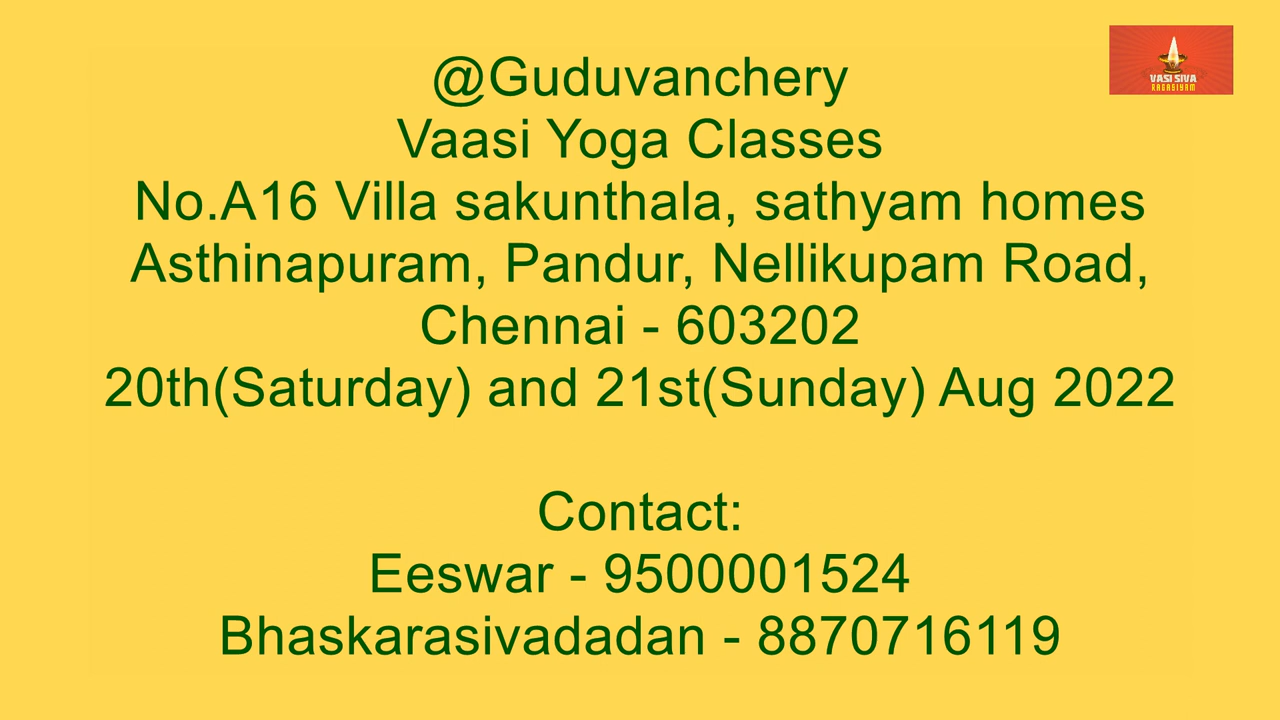 VASI SIVA
RAGASIYAM
@Guduvanchery
Vaasi Yoga Classes
No.A16 Villa sakunthala, sathyam homes
Asthinapuram, Pandur, Nellikupam Road,
Chennai - 603202
20th(Saturday) and 21st(Sunday) Aug 2022
Contact:
Eeswar - 9500001524
Bhaskarasivadadan - 8870716119